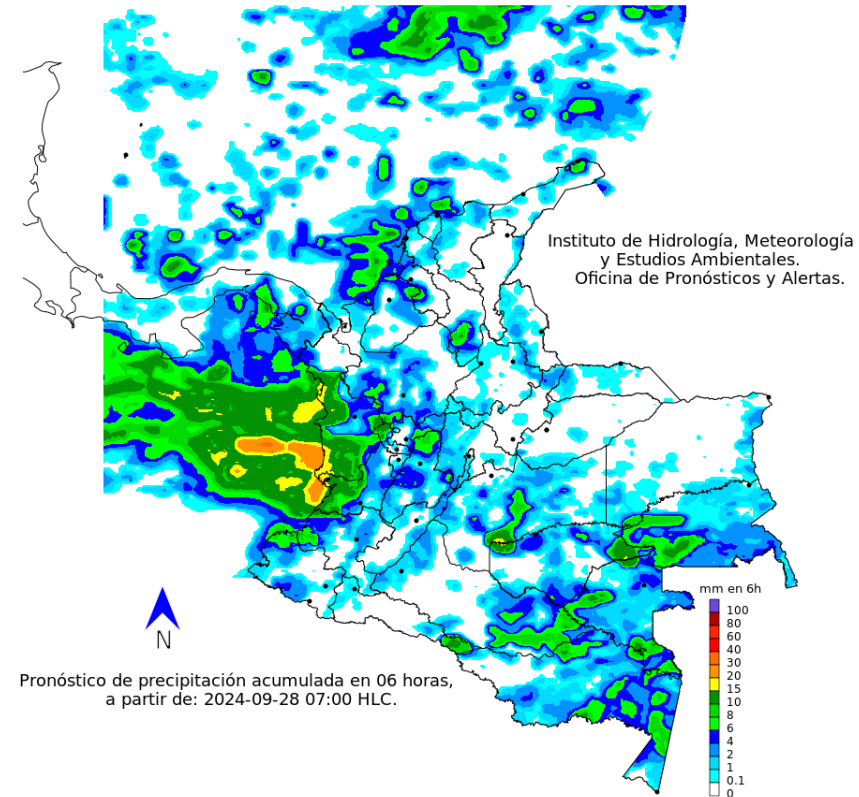 Instituto de Hidrología, Meteorología
y Estudios Ambientales.
Oficina de Pronósticos y Alertas.
mm en 6h
100
80
60
40
30
20
15
10
8
6
4
2
1
0.1
0
N
Pronóstico de precipitación acumulada en 06 horas,
a partir de: 2024-09-28 07:00 HLC.